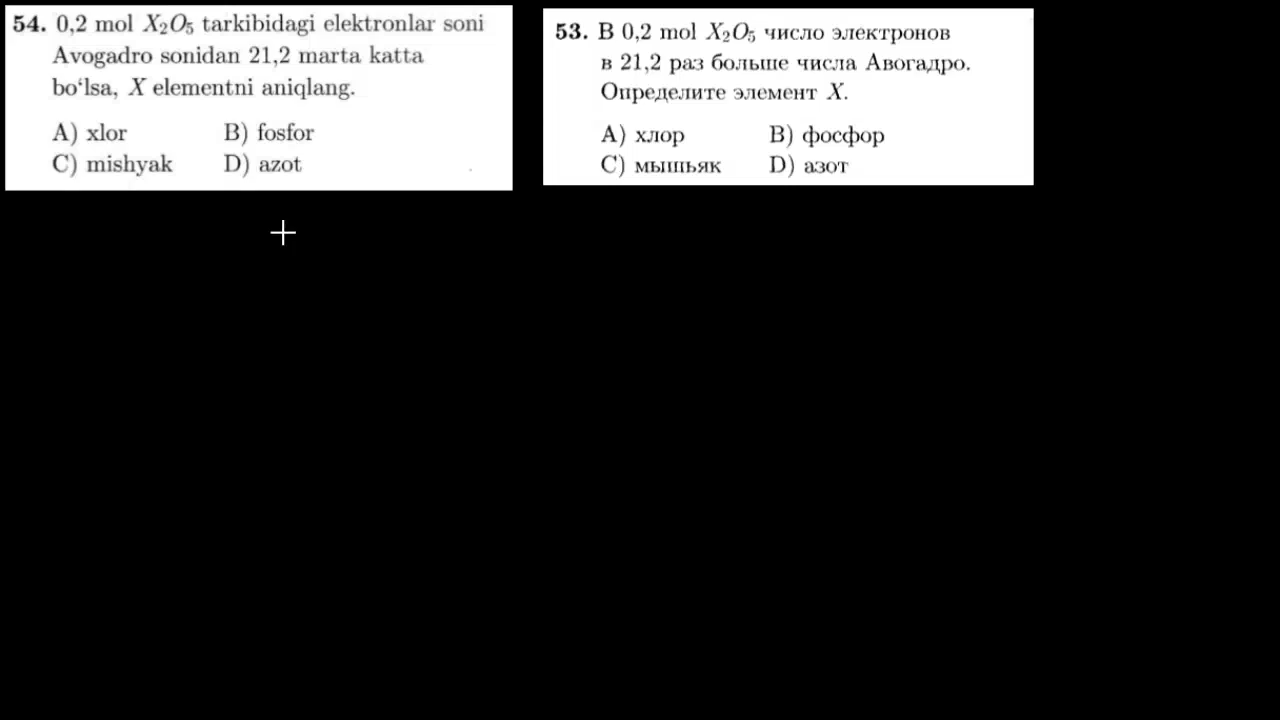 54. 0,2 mol X₂O₅ tarkibidagi elektronlar soni
Avogadro sonidan 21,2 marta katta
bo‘lsa, X elementni aniqlang.
A) xlor B) fosfor
C) mishyak D) azot
53. В 0,2 mol X₂O₅ число электронов
в 21,2 раз больше числа Авогадро.
Определите элемент X.
A) хлор B) фосфор
C) мышьяк D) азот